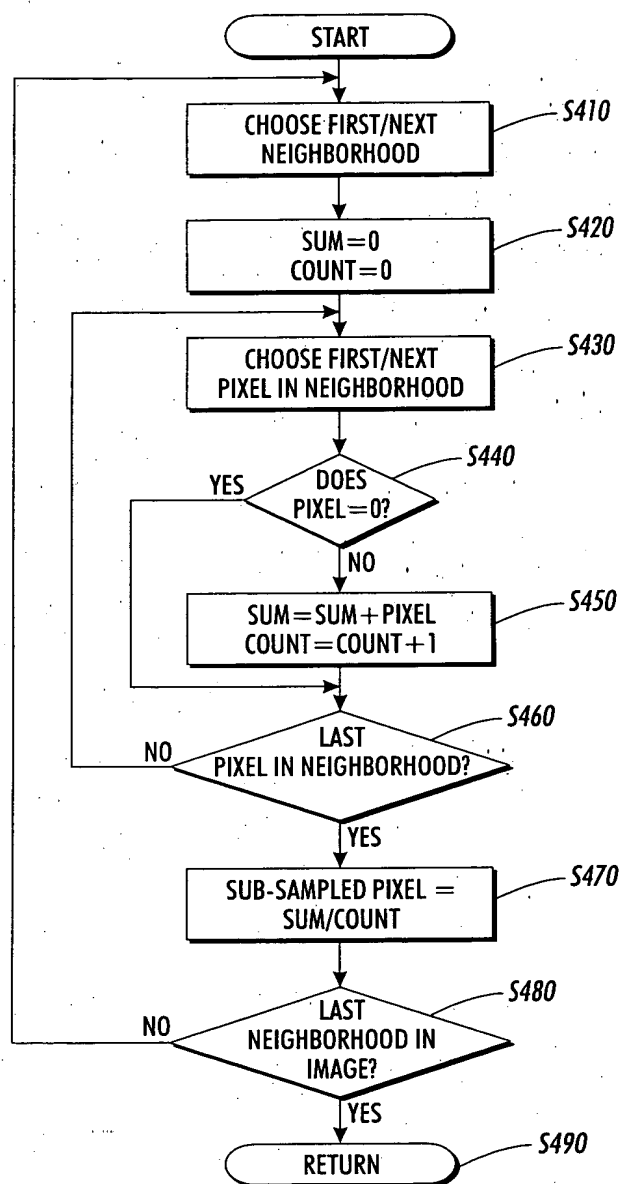 START
CHOOSE FIRST/NEXT
NEIGHBORHOOD
S410
SUM=0
COUNT=0
S420
CHOOSE FIRST/NEXT
PIXEL IN NEIGHBORHOOD
S430
DOES
PIXEL=0?
S440
YES
NO
SUM=SUM+PIXEL
COUNT=COUNT+1
S450
LAST
PIXEL IN NEIGHBORHOOD?
S460
NO
YES
SUB-SAMPLED PIXEL =
SUM/COUNT
S470
LAST
NEIGHBORHOOD IN
IMAGE?
S480
NO
YES
RETURN
S490